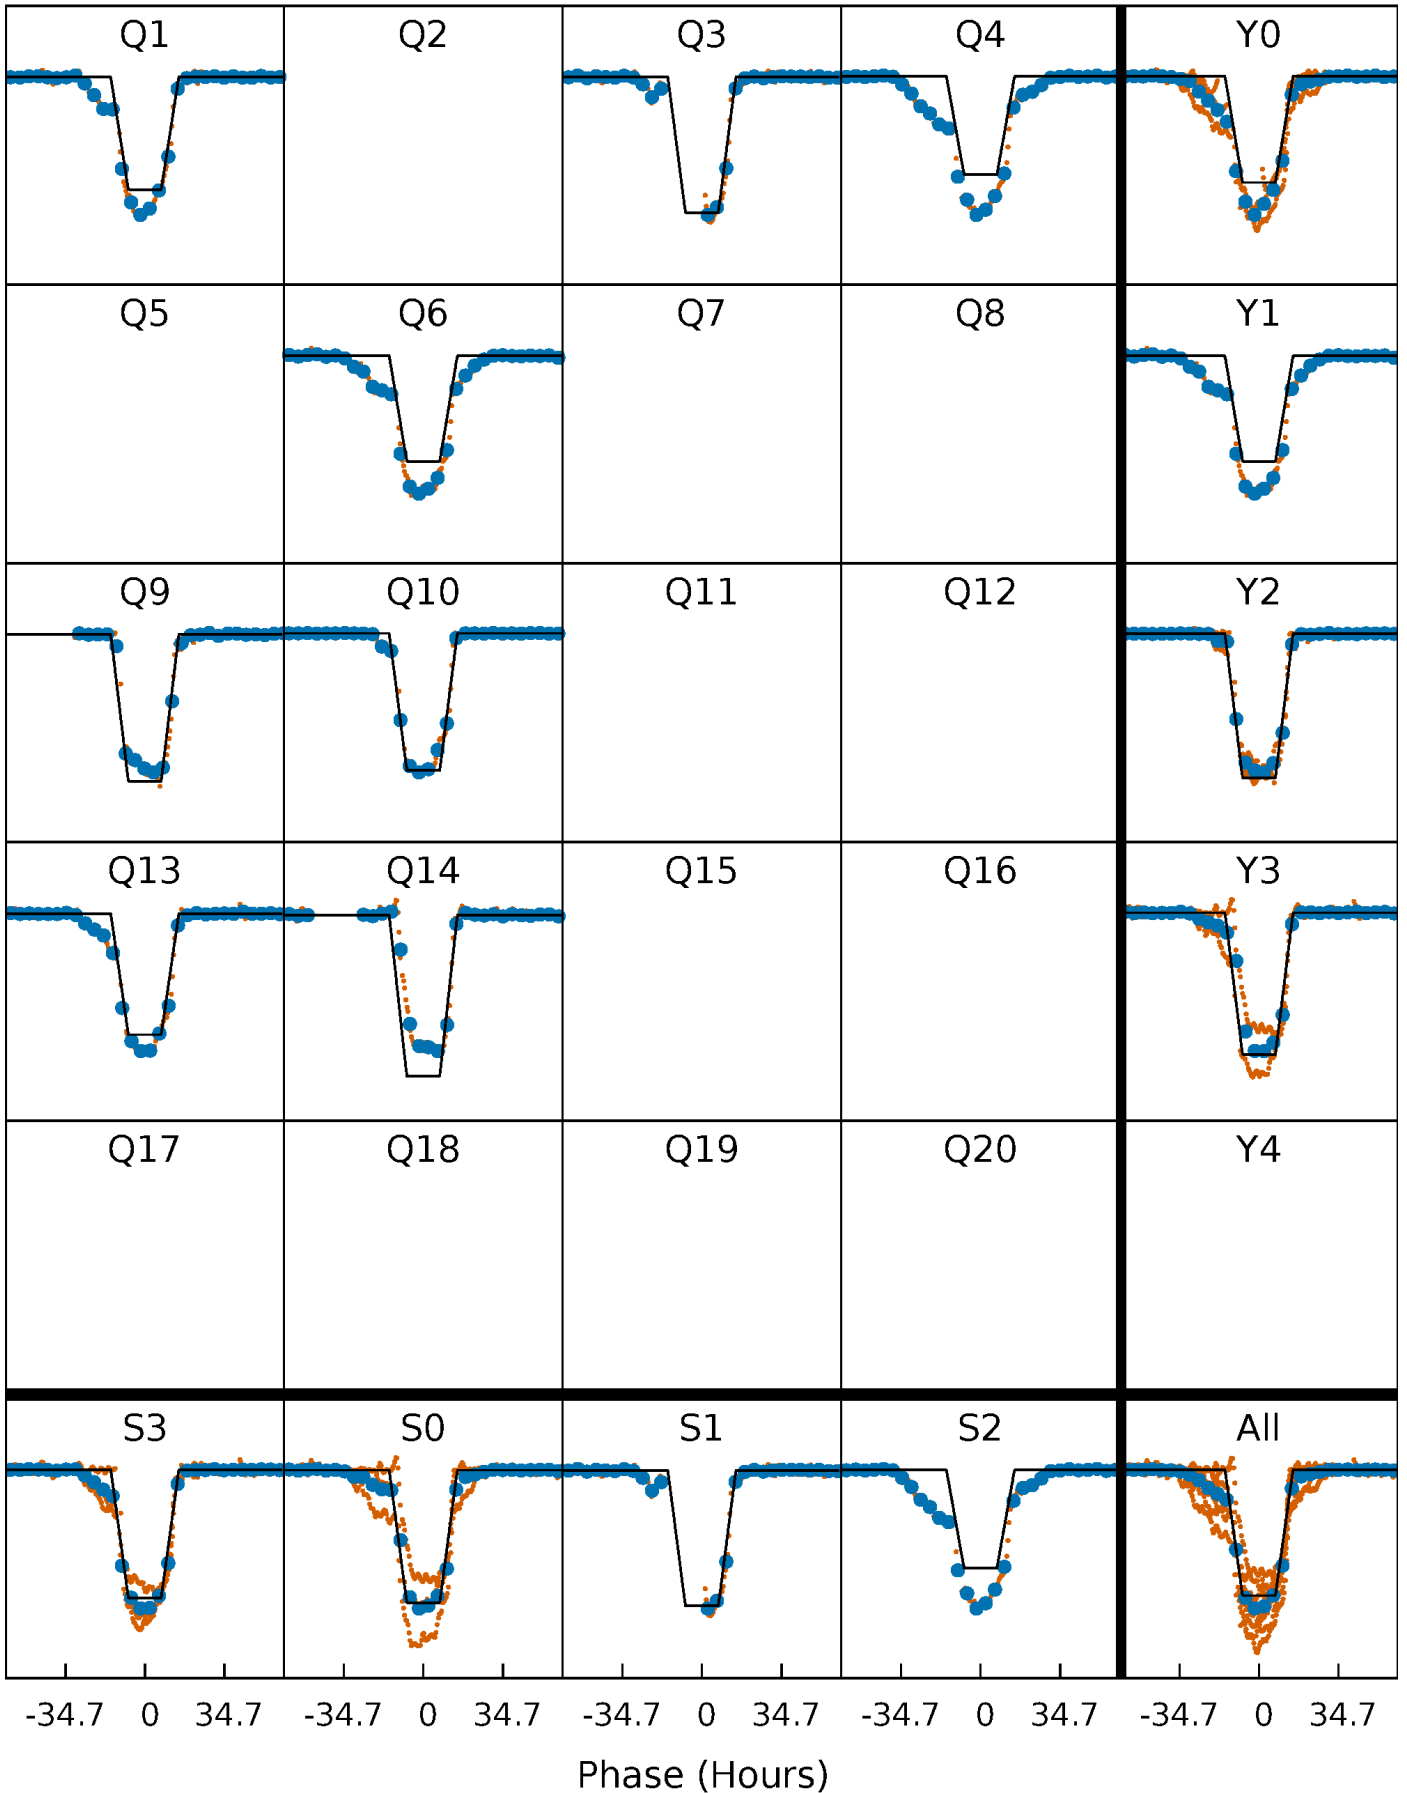 Q1 Q2 Q3 Q4 Y0
Q5 Q6 Q7 Q8 Y1
Q9 Q10 Q11 Q12 Y2
Q13 Q14 Q15 Q16 Y3
Q17 Q18 Q19 Q20 Y4
S3 S0 S1 S2 All
-34.7 0 34.7 -34.7 0 34.7 -34.7 0 34.7 -34.7 0 34.7 -34.7 0 34.7
Phase (Hours)